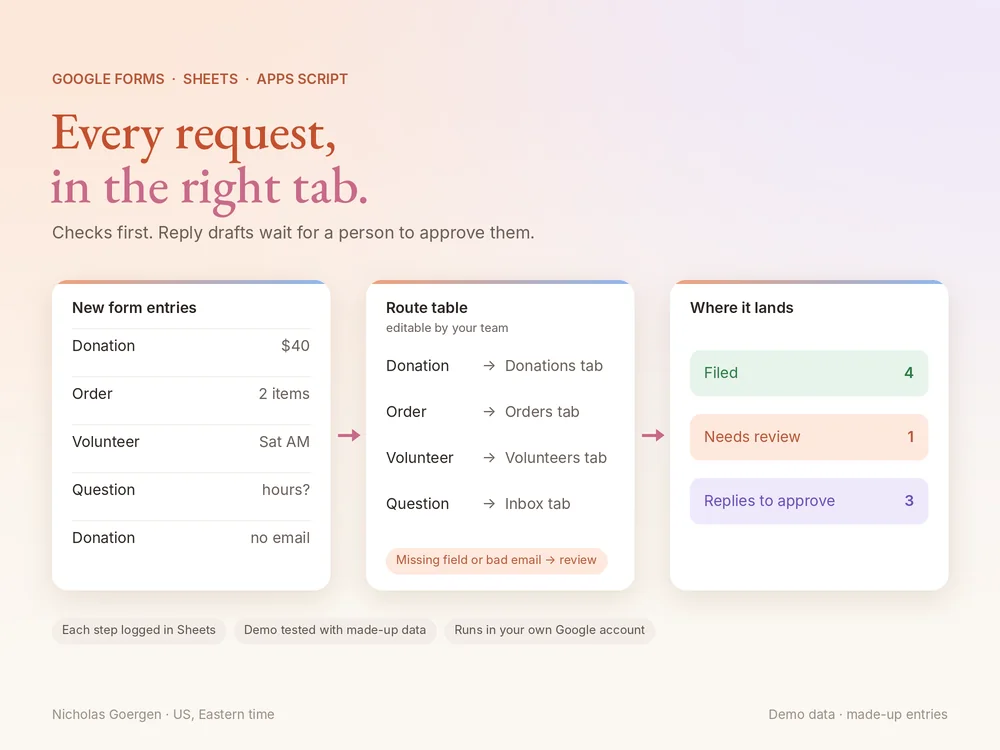 GOOGLE FORMS · SHEETS · APPS SCRIPT
Every request,
in the right tab.
Checks first. Reply drafts wait for a person to approve them.
New form entries
Donation $40
Order 2 items
Volunteer Sat AM
Question hours?
Donation no email
Route table
editable by your team
Donation → Donations tab
Order → Orders tab
Volunteer → Volunteers tab
Question → Inbox tab
Missing field or bad email → review
Where it lands
Filed 4
Needs review 1
Replies to approve 3
Each step logged in Sheets
Demo tested with made-up data
Runs in your own Google account
Nicholas Goergen · US, Eastern time
Demo data · made-up entries